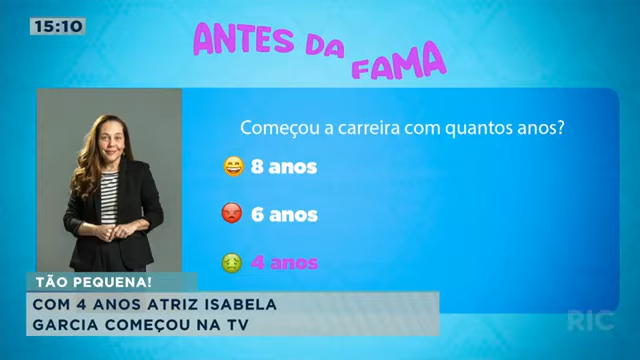 15:10
ANTES DA
FAMA
Começou a carreira com quantos anos?
8 anos
6 anos
4 anos
TÃO PEQUENA!
COM 4 ANOS ATRIZ ISABELA
GARCIA COMEÇOU NA TV
RIC